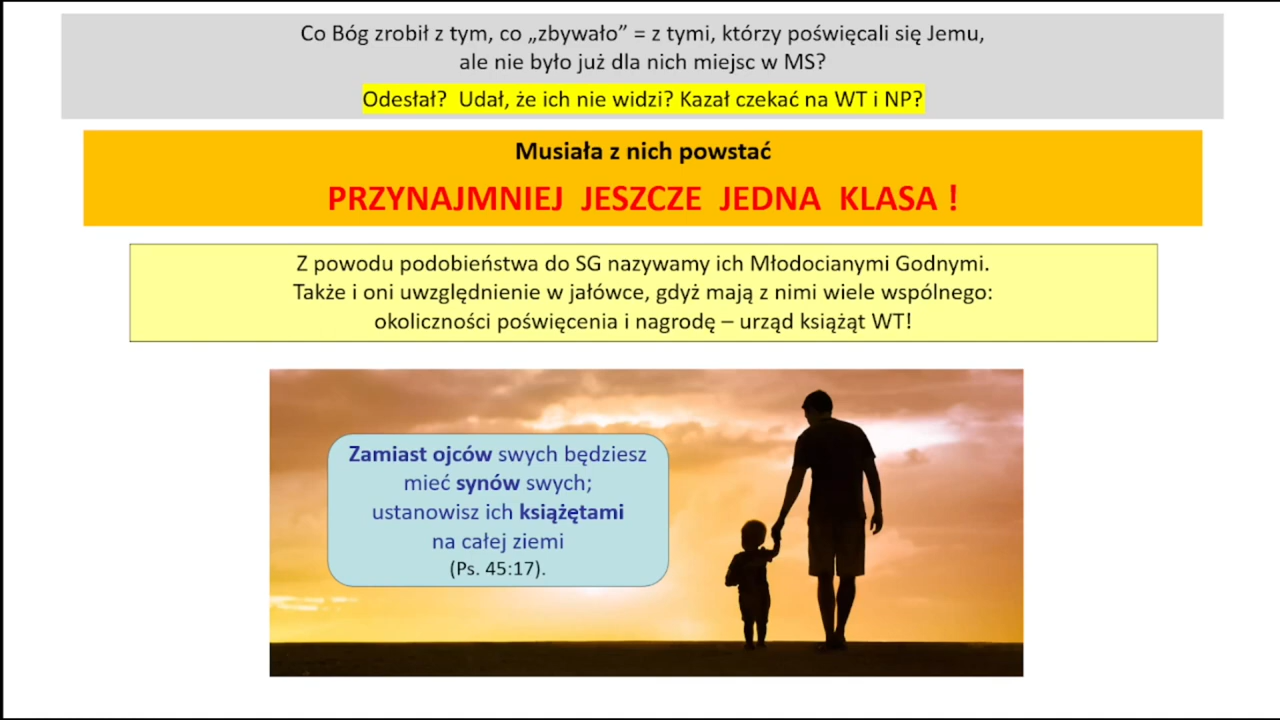 Co Bóg zrobił z tym, co „zbywało” = z tymi, którzy poświęcali się Jemu,
ale nie było już dla nich miejsc w MS?
Odesłał?  Udał, że ich nie widzi? Kazał czekać na WT i NP?
Musiała z nich powstać
PRZYNAJMNIEJ  JESZCZE  JEDNA  KLASA !
Z powodu podobieństwa do SG nazywamy ich Młodocianymi Godnymi.
Także i oni uwzględnienie w jałówce, gdyż mają z nimi wiele wspólnego:
okoliczności poświęcenia i nagrodę – urząd książąt WT!
Zamiast ojców swych będziesz
mieć synów swych;
ustanowisz ich książętami
na całej ziemi
(Ps. 45:17).